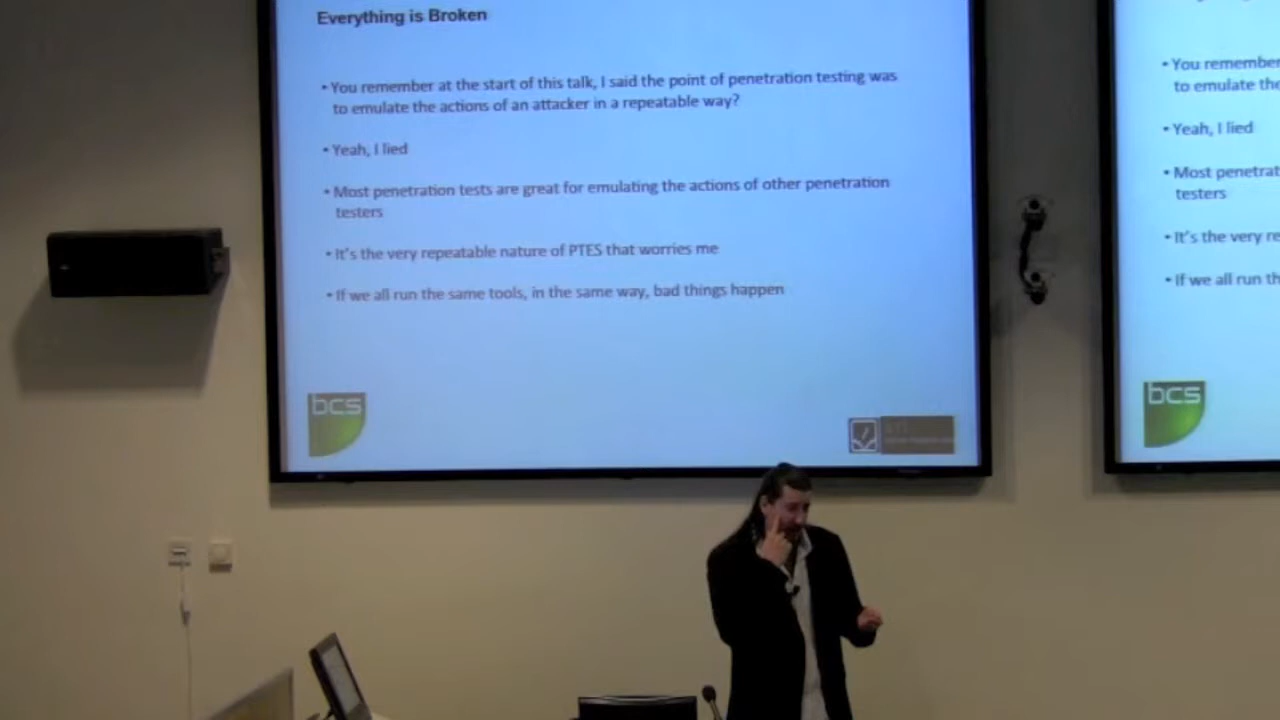 Everything is Broken
• You remember at the start of this talk, I said the point of penetration testing was
to emulate the actions of an attacker in a repeatable way?
• Yeah, I lied
• Most penetration tests are great for emulating the actions of other penetration
testers
• It's the very repeatable nature of PTES that worries me
• If we all run the same tools, in the same way, bad things happen
bcs
• You remember
to emulate the
• Yeah, I lied
• Most penetrat
testers
• It's the very re
• If we all run th
bcs